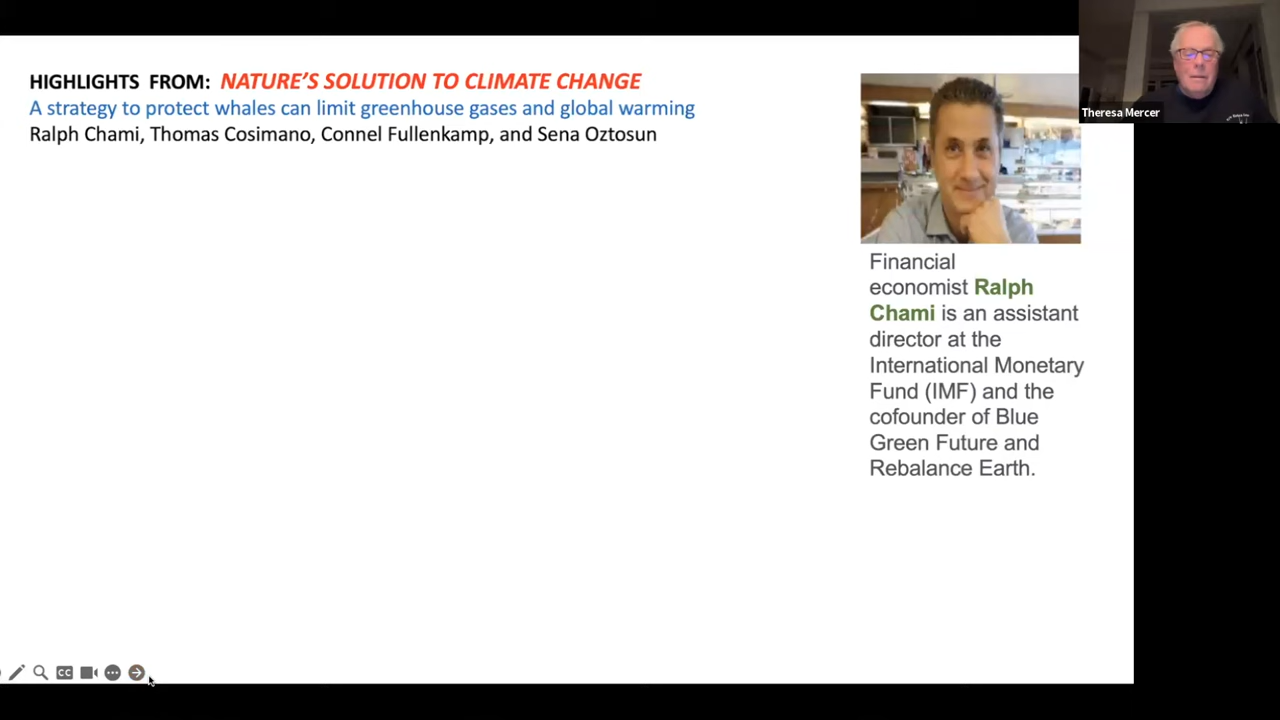 HIGHLIGHTS FROM: NATURE'S SOLUTION TO CLIMATE CHANGE
A strategy to protect whales can limit greenhouse gases and global warming
Ralph Chami, Thomas Cosimano, Connel Fullenkamp, and Sena Oztosun
Theresa Mercer
Financial
economist Ralph
Chami is an assistant
director at the
International Monetary
Fund (IMF) and the
cofounder of Blue
Green Future and
Rebalance Earth.
CC